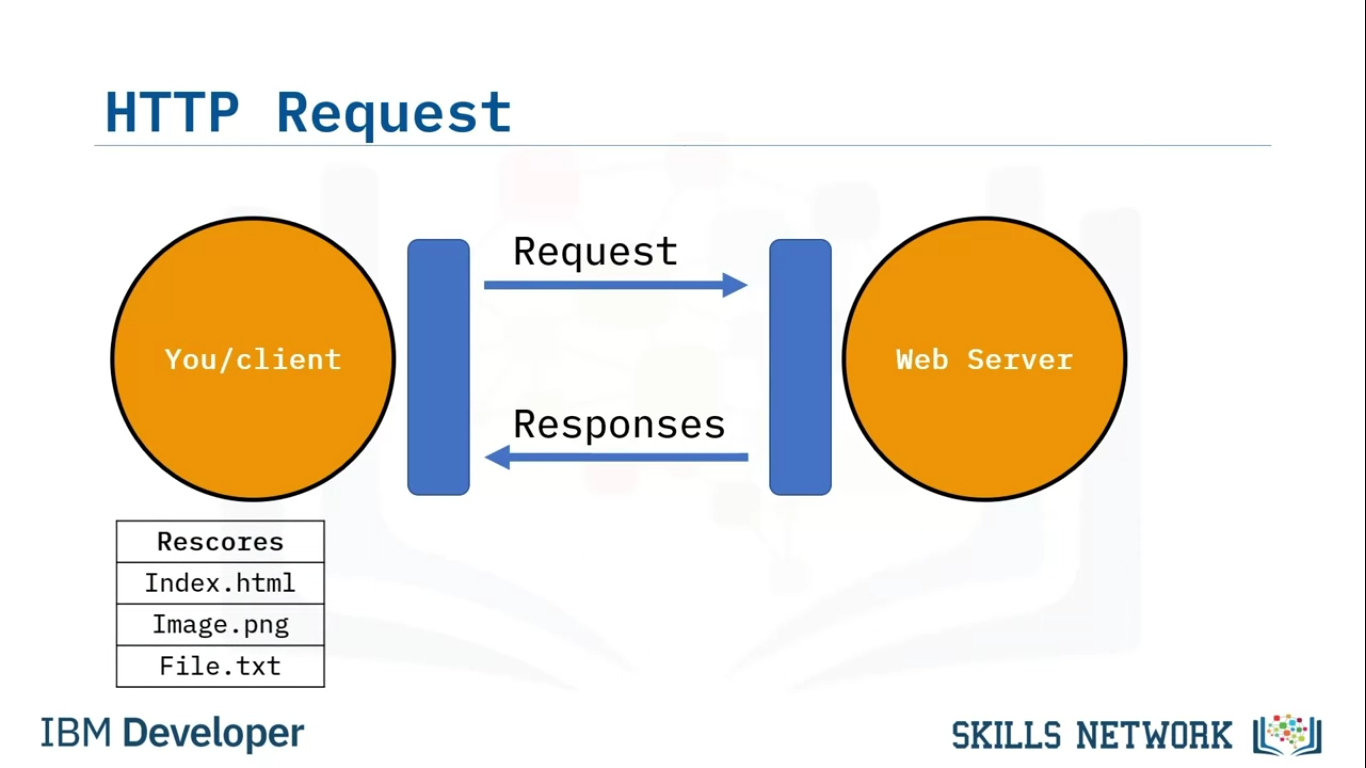 HTTP Request
Request
You/client
Web Server
Responses
Rescores
Index.html
Image.png
File.txt
IBM Developer
SKILLS NETWORK